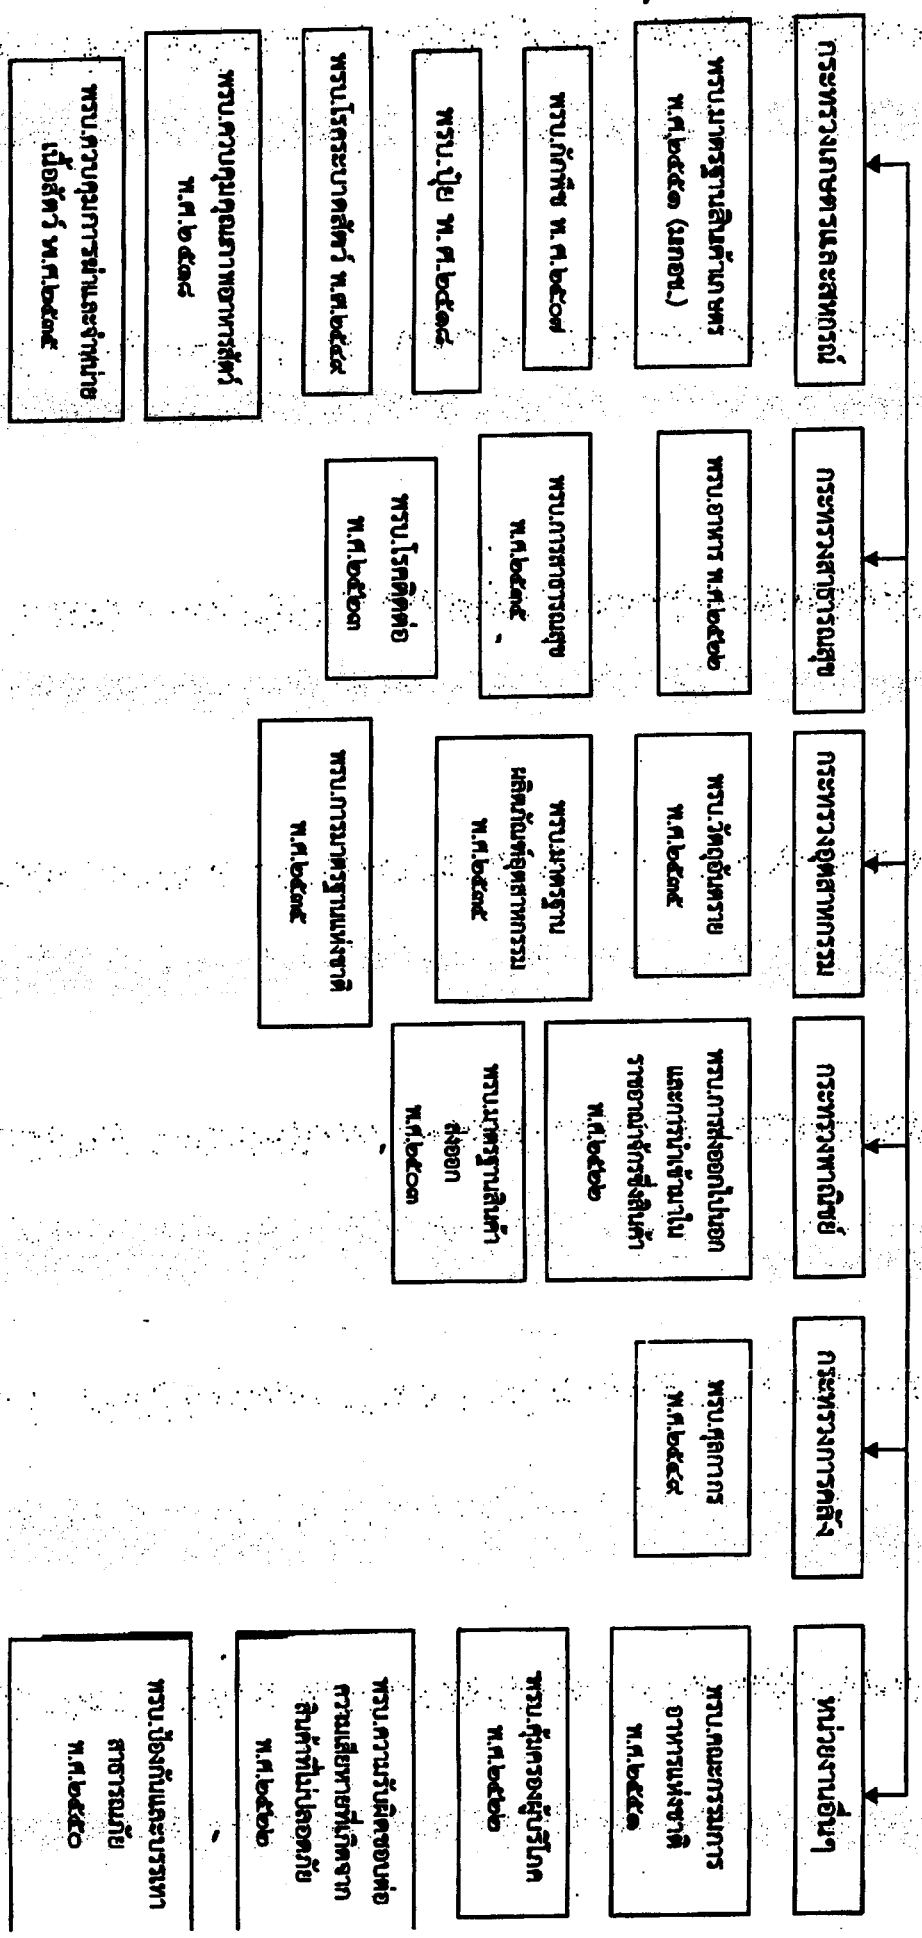 กระทรวงเกษตรและสหกรณ์
พรบ.มาตรฐานสินค้าเกษตร
พ.ศ.๒๕๕๑ (มกอช.)
พรบ.กักพืช พ.ศ.๒๕๐๗
พรบ.ปุ๋ย พ.ศ.๒๕๑๘
พรบ.โรคระบาดสัตว์ พ.ศ.๒๔๙๙
พรบ.ควบคุมคุณภาพอาหารสัตว์
พ.ศ.๒๕๑๘
พรบ.ควบคุมการฆ่าและจำหน่าย
เนื้อสัตว์ พ.ศ.๒๕๓๕
กระทรวงสาธารณสุข
พรบ.อาหาร พ.ศ.๒๕๒๒
พรบ.การสาธารณสุข
พ.ศ.๒๕๓๕
พรบ.โรคติดต่อ
พ.ศ.๒๕๒๓
กระทรวงอุตสาหกรรม
พรบ.วัตถุอันตราย
พ.ศ.๒๕๓๕
พรบ.มาตรฐาน
ผลิตภัณฑ์อุตสาหกรรม
พ.ศ.๒๕๓๕
พรบ.การมาตรฐานแห่งชาติ
พ.ศ.๒๕๓๕
กระทรวงพาณิชย์
พรบ.การส่งออกไปนอก
และการนำเข้ามาใน
ราชอาณาจักรซึ่งสินค้า
พ.ศ.๒๕๒๒
พรบ.มาตรฐานสินค้า
ส่งออก
พ.ศ.๒๕๐๓
กระทรวงการคลัง
พรบ.ศุลกากร
พ.ศ.๒๔๙๙
หน่วยงานอื่นๆ
พรบ.คณะกรรมการ
อาหารแห่งชาติ
พ.ศ.๒๕๕๑
พรบ.คุ้มครองผู้บริโภค
พ.ศ.๒๕๒๒
พรบ.ความรับผิดชอบต่อ
ความเสียหายที่เกิดจาก
สินค้าที่ไม่ปลอดภัย
พ.ศ.๒๕๒๒
พรบ.ป้องกันและบรรเทา
สาธารณภัย
พ.ศ.๒๕๕๐